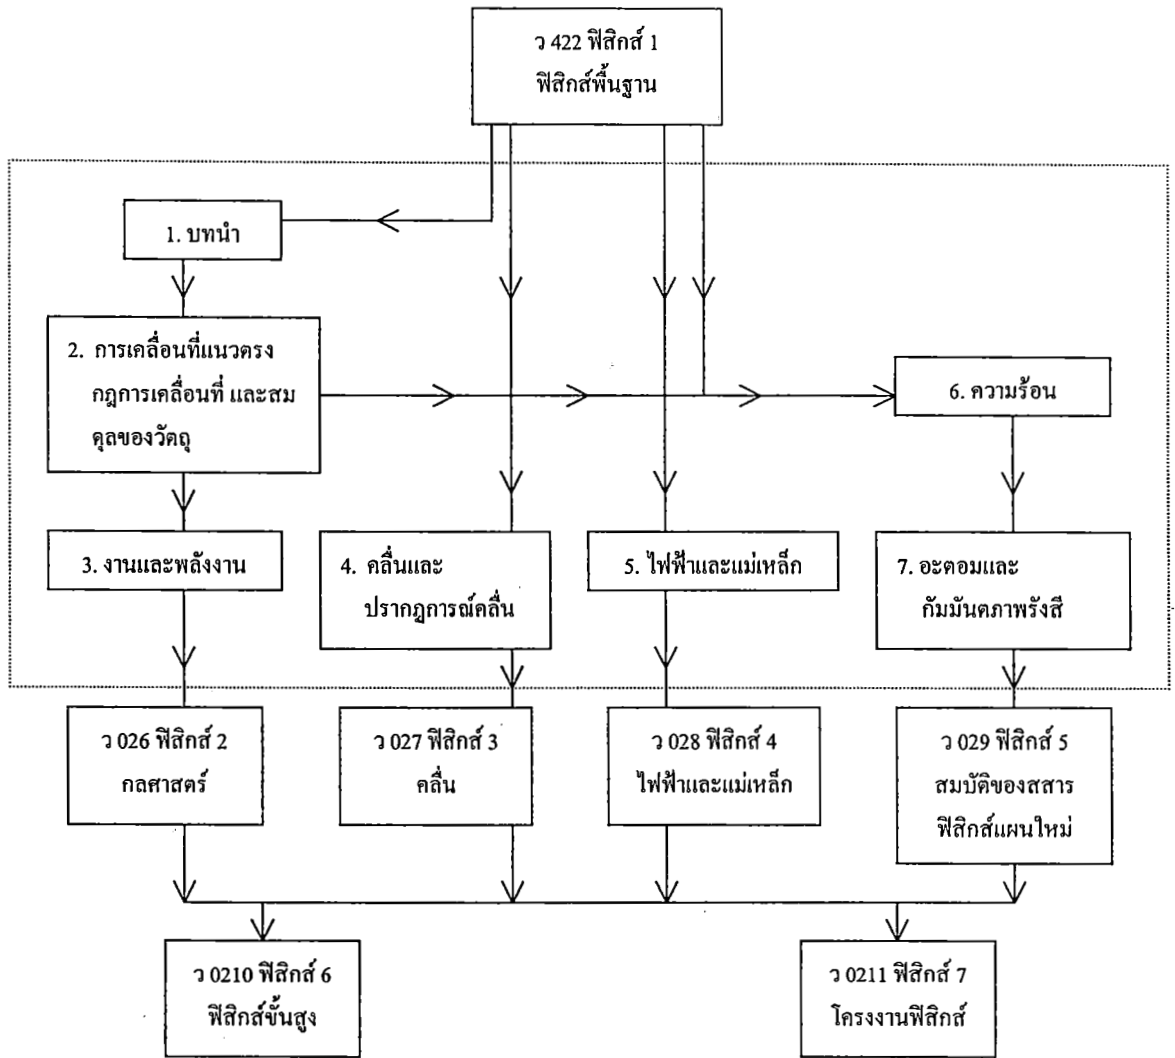 ว 422 ฟิสิกส์ 1
ฟิสิกส์พื้นฐาน
1. บทนำ
2. การเคลื่อนที่แนวตรง
กฎการเคลื่อนที่ และสม
ดุลของวัตถุ
6. ความร้อน
3. งานและพลังงาน
4. คลื่นและ
ปรากฎการณ์คลื่น
5. ไฟฟ้าและแม่เหล็ก
7. อะตอมและ
กัมมันตภาพรังสี
ว 026 ฟิสิกส์ 2
กลศาสตร์
ว 027 ฟิสิกส์ 3
คลื่น
ว 028 ฟิสิกส์ 4
ไฟฟ้าและแม่เหล็ก
ว 029 ฟิสิกส์ 5
สมบัติของสสาร
ฟิสิกส์แผนใหม่
ว 0210 ฟิสิกส์ 6
ฟิสิกส์ขั้นสูง
ว 0211 ฟิสิกส์ 7
โครงงานฟิสิกส์